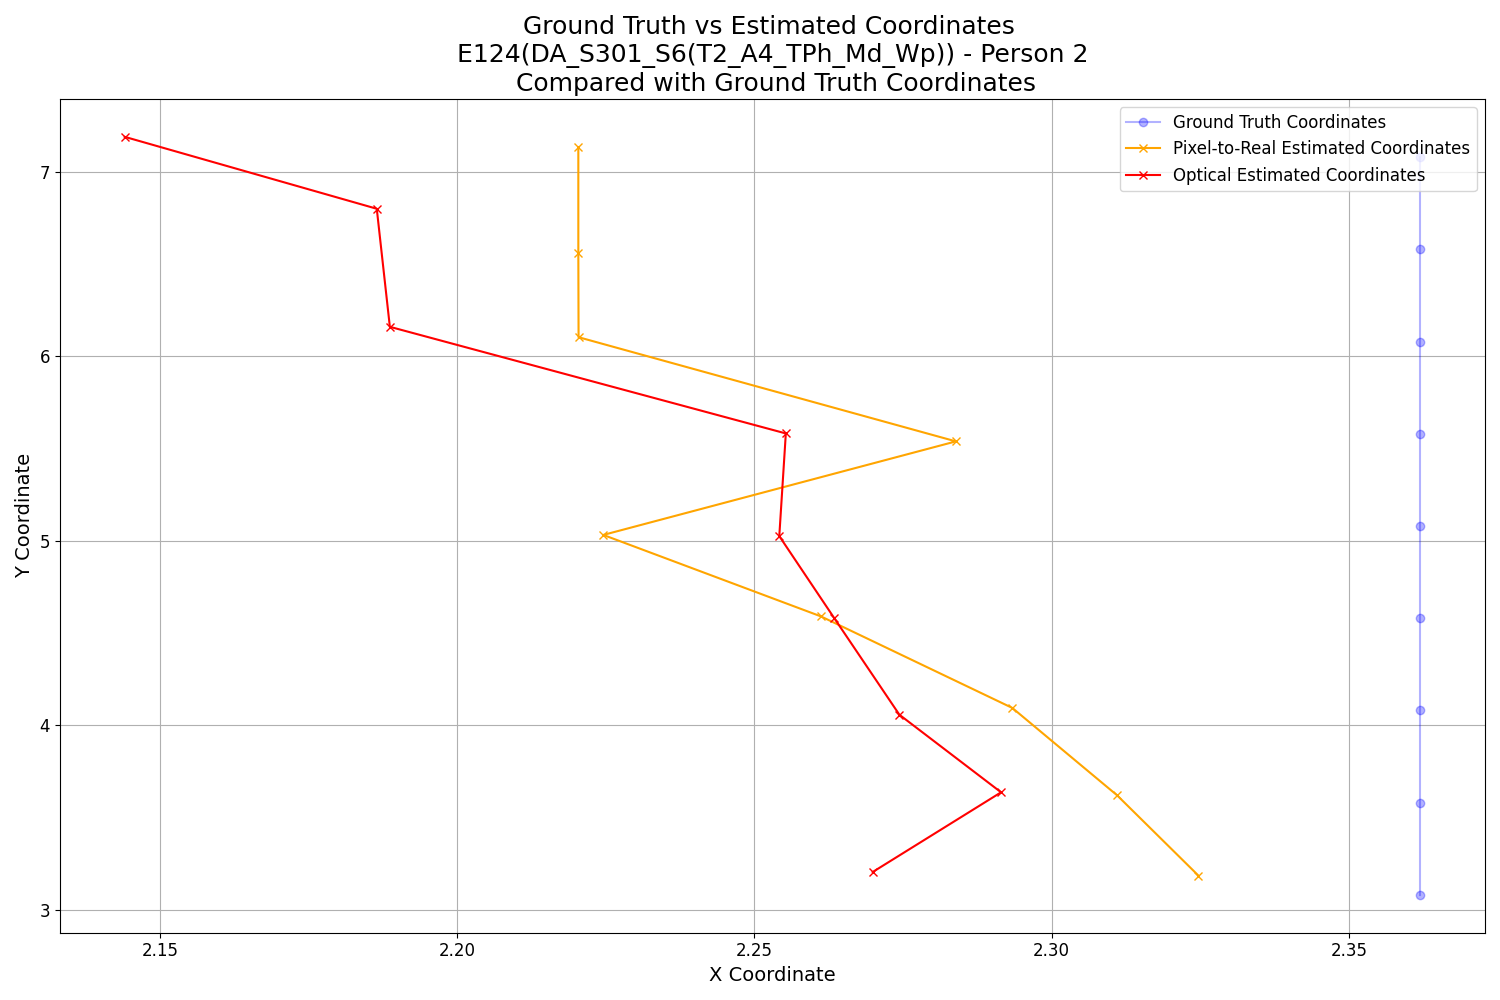 Ground Truth vs Estimated Coordinates
E124(DA_S301_S6(T2_A4_TPh_Md_Wp)) - Person 2
Compared with Ground Truth Coordinates
Ground Truth Coordinates
Pixel-to-Real Estimated Coordinates
Optical Estimated Coordinates
Y Coordinate
7
6
5
4
3
2.15
2.20
2.25
2.30
2.35
X Coordinate